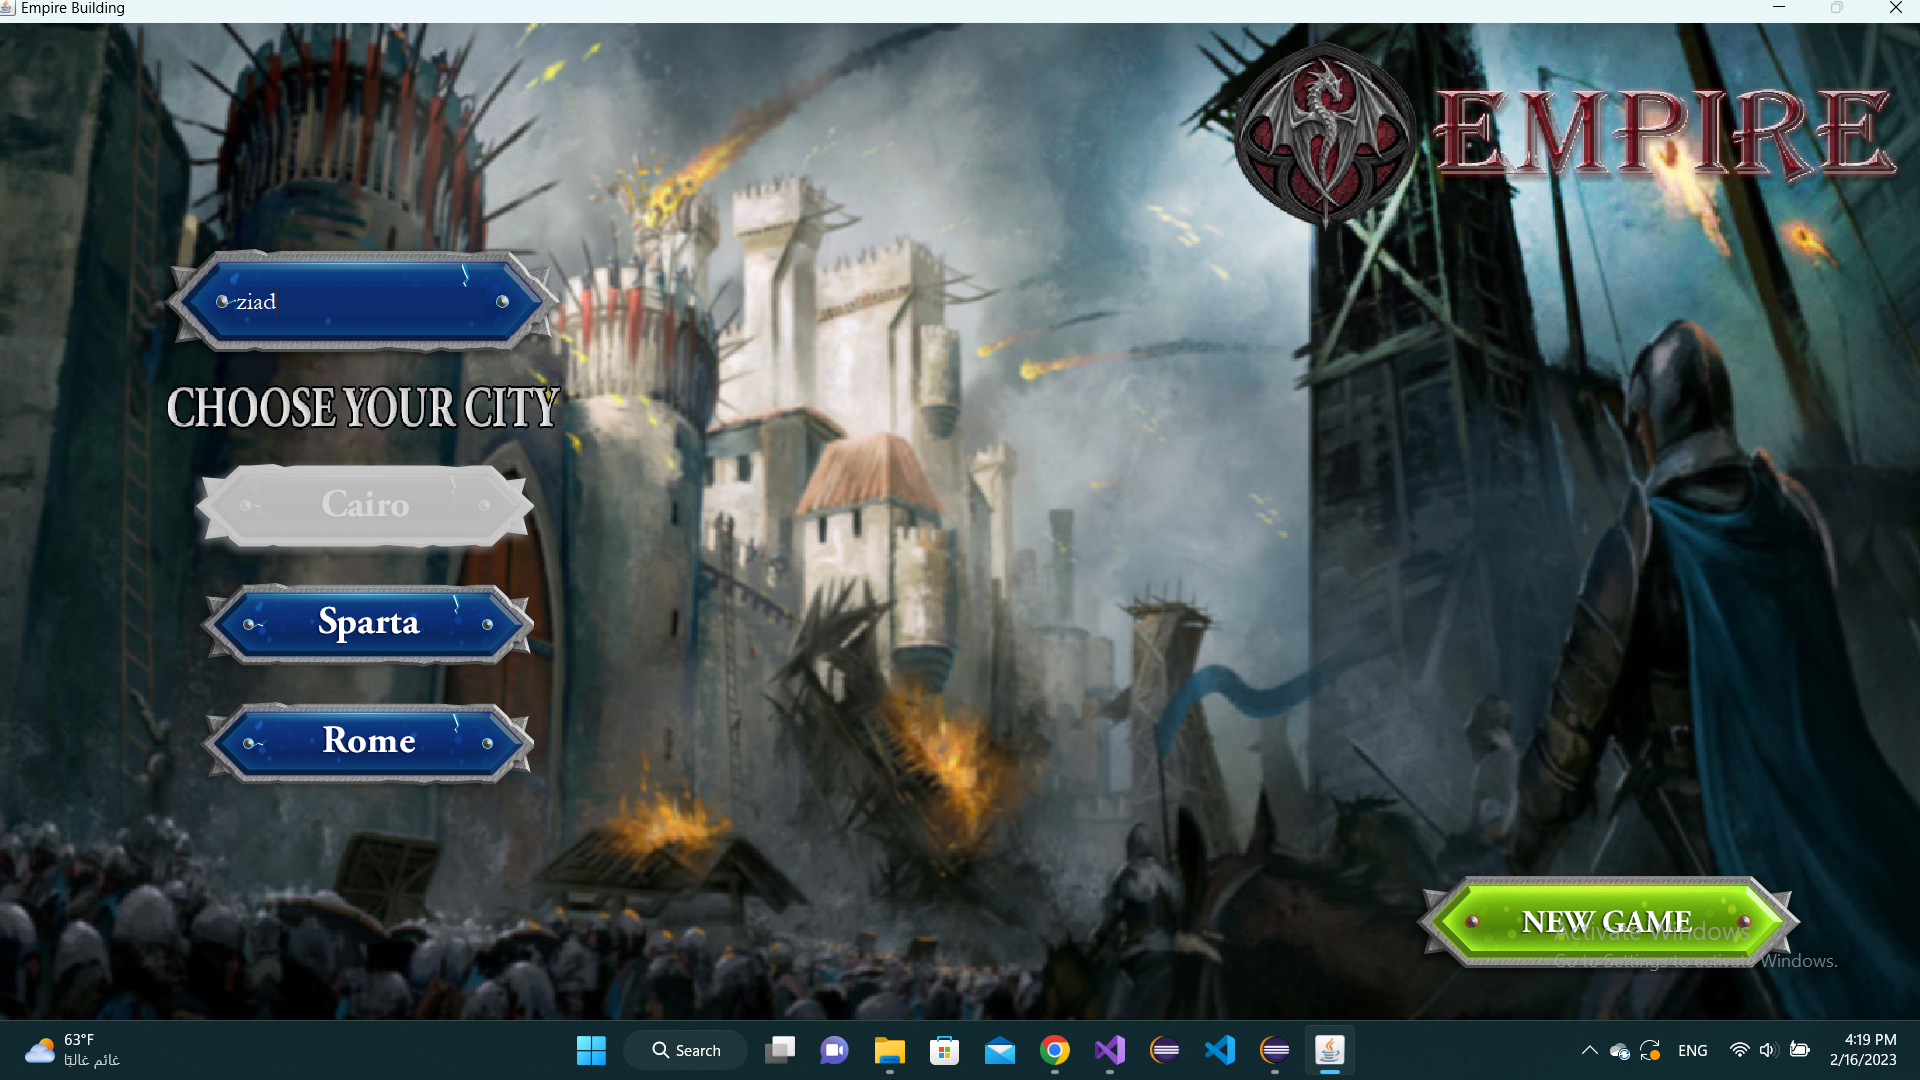 Empire Building
EMPIRE
ziad
CHOOSE YOUR CITY
Cairo
Sparta
Rome
NEW GAME
Activate Windows
Go to Settings to activate Windows.
63°F
غائم غالبًا
Search
ENG
4:19 PM
2/16/2023